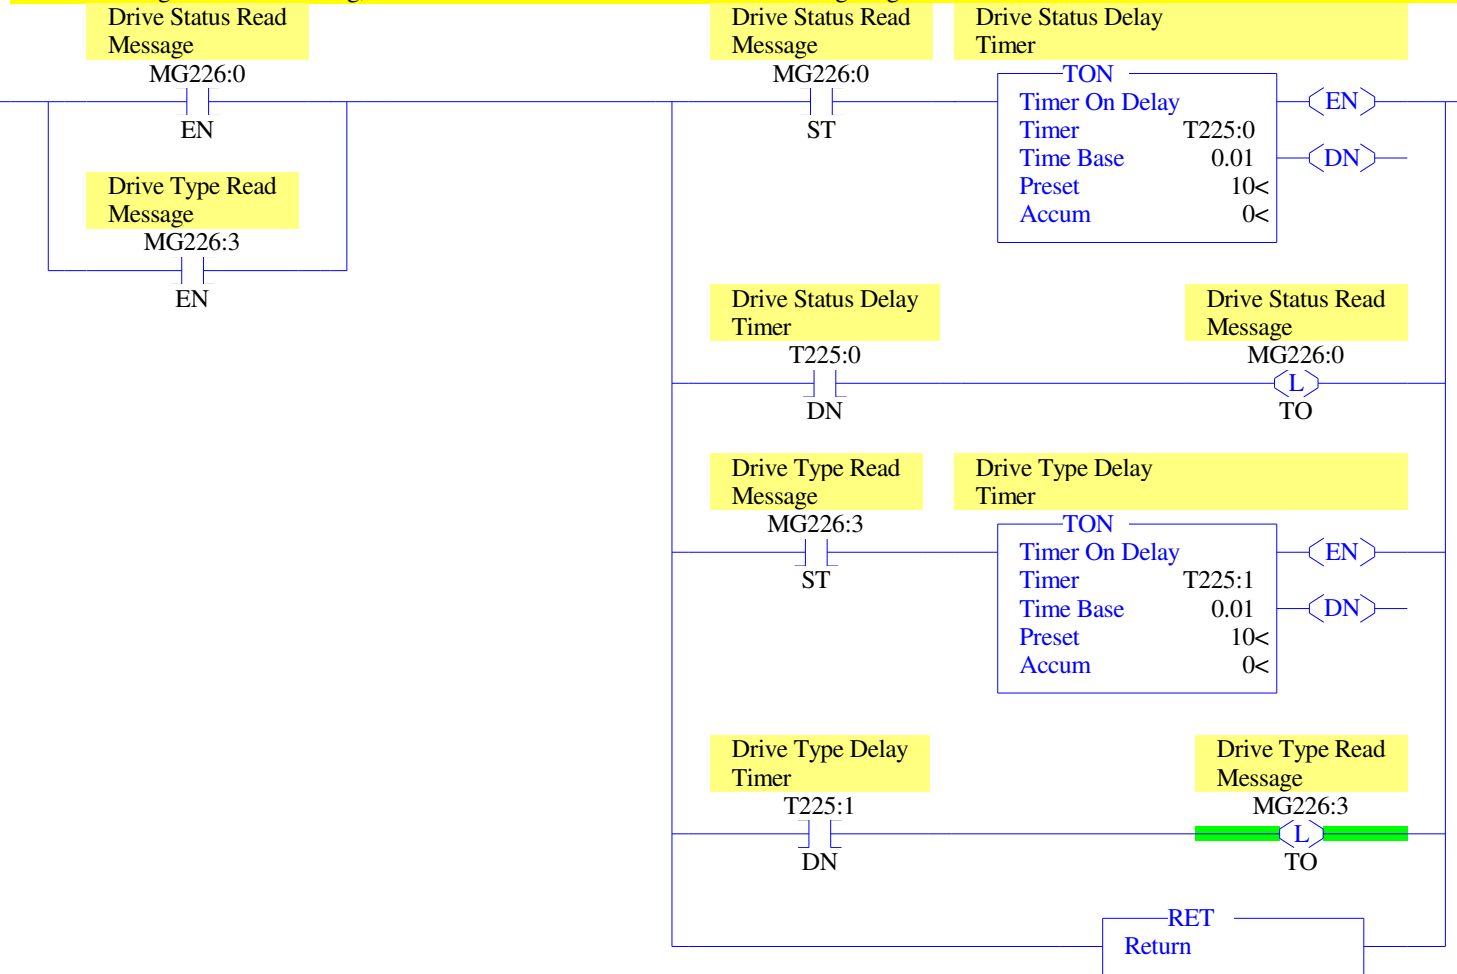 Drive Status Read
Message
MG226:0
EN
Drive Type Read
Message
MG226:3
EN
Drive Status Read
Message
MG226:0
ST
Drive Status Delay
Timer
TON
Timer On Delay
Timer T225:0
Time Base 0.01
Preset 10<
Accum 0<
EN
DN
Drive Status Delay
Timer
T225:0
DN
Drive Status Read
Message
MG226:0
L
TO
Drive Type Read
Message
MG226:3
ST
Drive Type Delay
Timer
TON
Timer On Delay
Timer T225:1
Time Base 0.01
Preset 10<
Accum 0<
EN
DN
Drive Type Delay
Timer
T225:1
DN
Drive Type Read
Message
MG226:3
L
TO
RET
Return